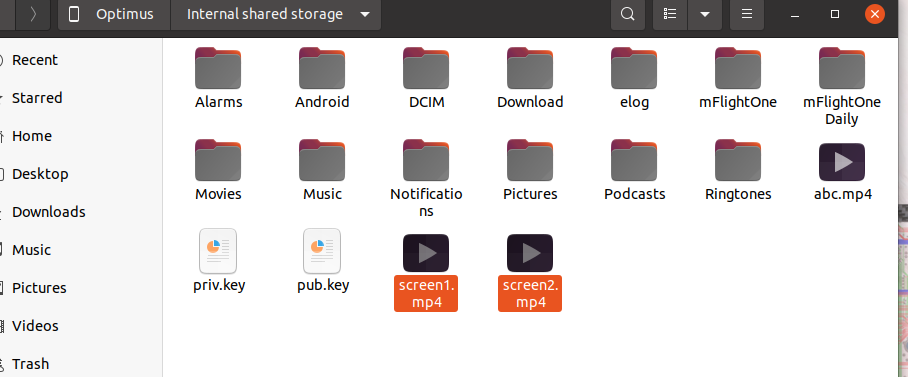 Optimus
Internal shared storage
Recent
Starred
Home
Desktop
Downloads
Music
Pictures
Videos
Trash
Alarms
Android
DCIM
Download
elog
mFlightOne
mFlightOne
Daily
Movies
Music
Notificatio
ns
Pictures
Podcasts
Ringtones
abc.mp4
priv.key
pub.key
screen1.
mp4
screen2.
mp4